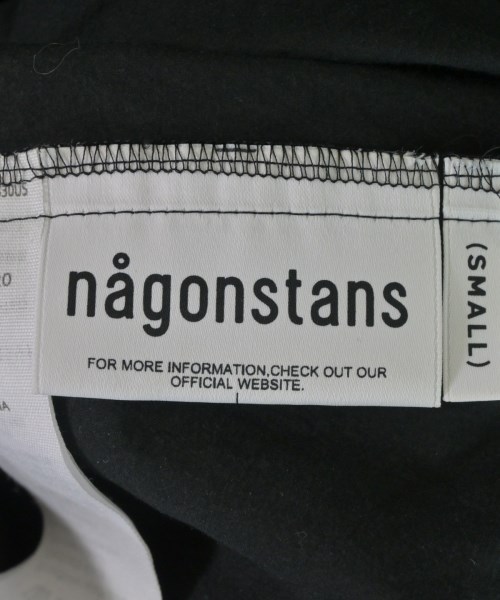 någonstans
FOR MORE INFORMATION,CHECK OUT OUR
OFFICIAL WEBSITE.
(SMALL)